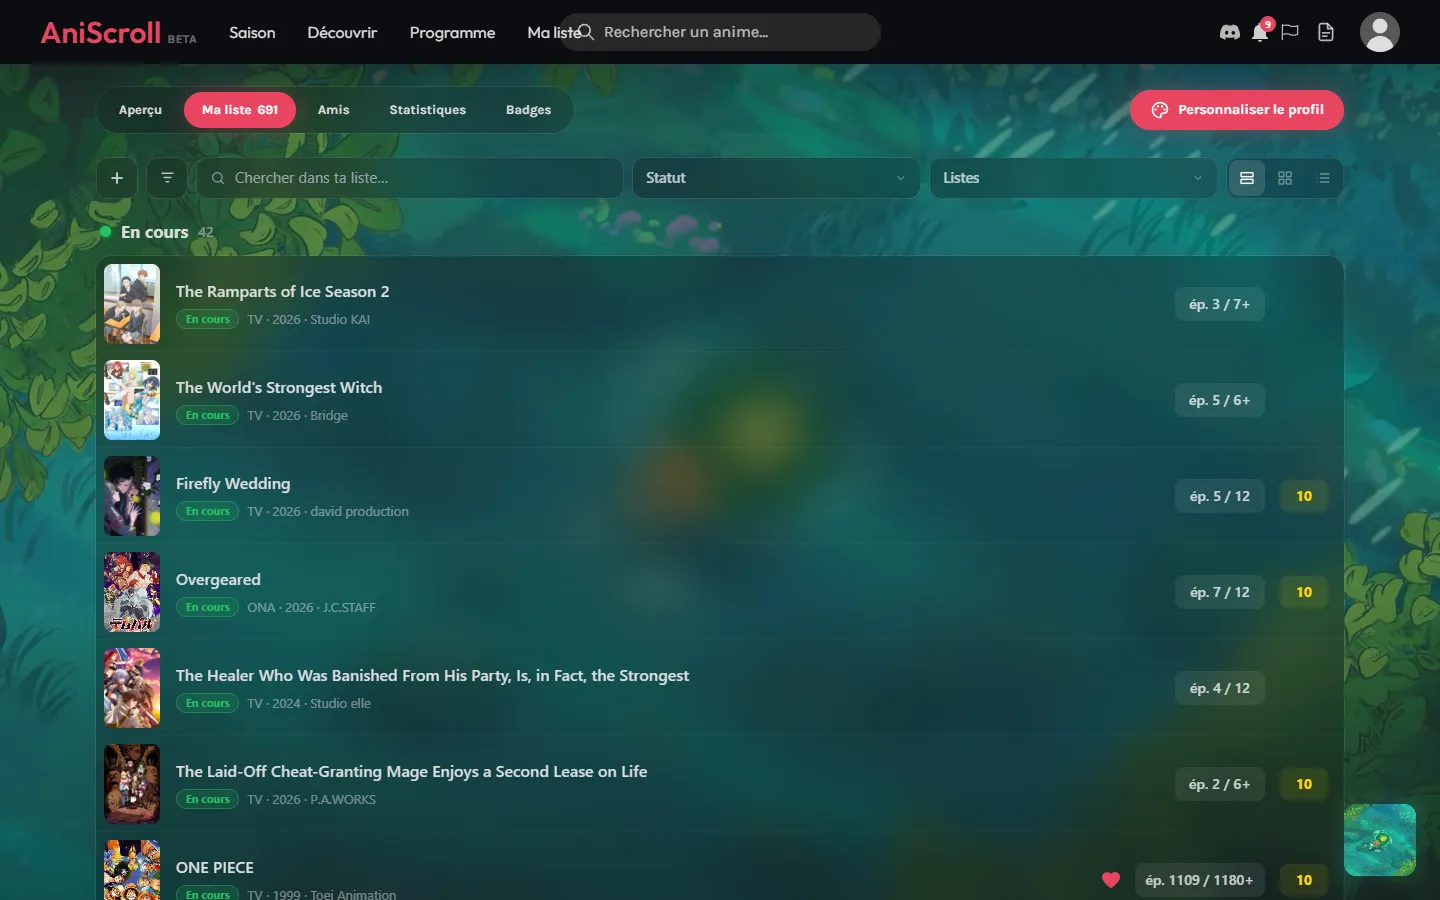 AniScroll BETA Saison Découvrir Programme Ma liste Rechercher un anime... 9
Aperçu Ma liste 691 Amis Statistiques Badges Personnaliser le profil
Chercher dans ta liste... Statut Listes
En cours 42
The Ramparts of Ice Season 2
En cours TV · 2026 · Studio KAI
ép. 3 / 7+
The World's Strongest Witch
En cours TV · 2026 · Bridge
ép. 5 / 6+
Firefly Wedding
En cours TV · 2026 · david production
ép. 5 / 12 10
Overgeared
En cours ONA · 2026 · J.C.STAFF
ép. 7 / 12 10
The Healer Who Was Banished From His Party, Is, in Fact, the Strongest
En cours TV · 2024 · Studio elle
ép. 4 / 12
The Laid-Off Cheat-Granting Mage Enjoys a Second Lease on Life
En cours TV · 2026 · P.A.WORKS
ép. 2 / 6+ 10
ONE PIECE
En cours TV · 1999 · Toei Animation
ép. 1109 / 1180+ 10